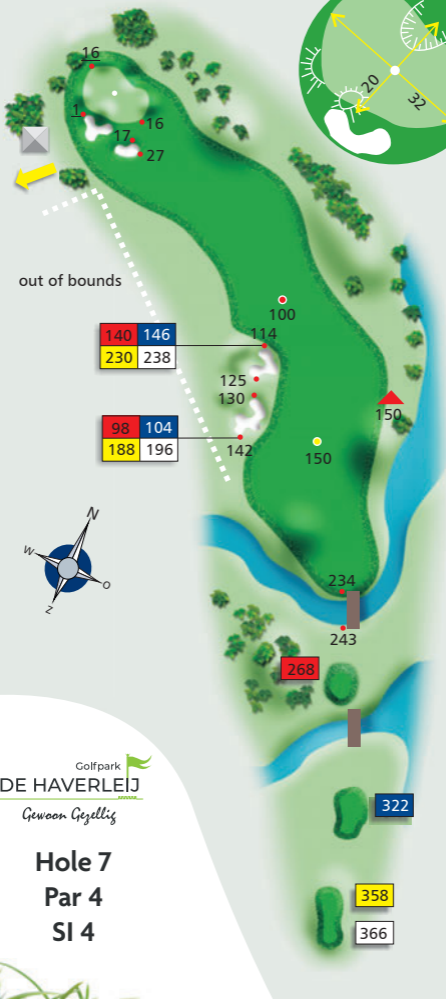 16
20
32
1
16
17
27
out of bounds
100
114
140 146
230 238
125
130
150
98 104
188 196
142
150
N
W
O
Z
234
243
268
Golfpark
DE HAVERLEIJ
Gewoon Gezellig
322
Hole 7
Par 4
SI 4
358
366